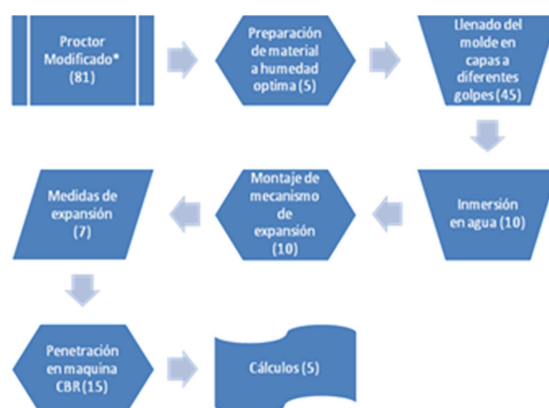 Proctor
Modificado*
(81)
Preparación
de material
a humedad
optima (5)
Llenado del
molde en
capas a
diferentes
golpes (45)
Inmersión
en agua (10)
Montaje de
mecanismo
de
expansión
(10)
Medidas de
expansión
(7)
Penetración
en maquina
CBR (15)
Cálculos (5)